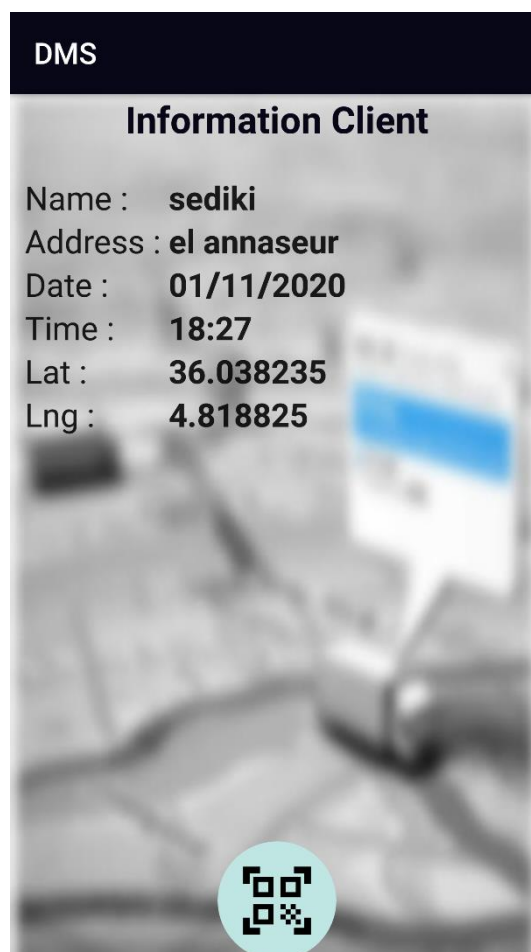 DMS
Information Client
Name : sediki
Address : el annaseur
Date : 01/11/2020
Time : 18:27
Lat : 36.038235
Lng : 4.818825